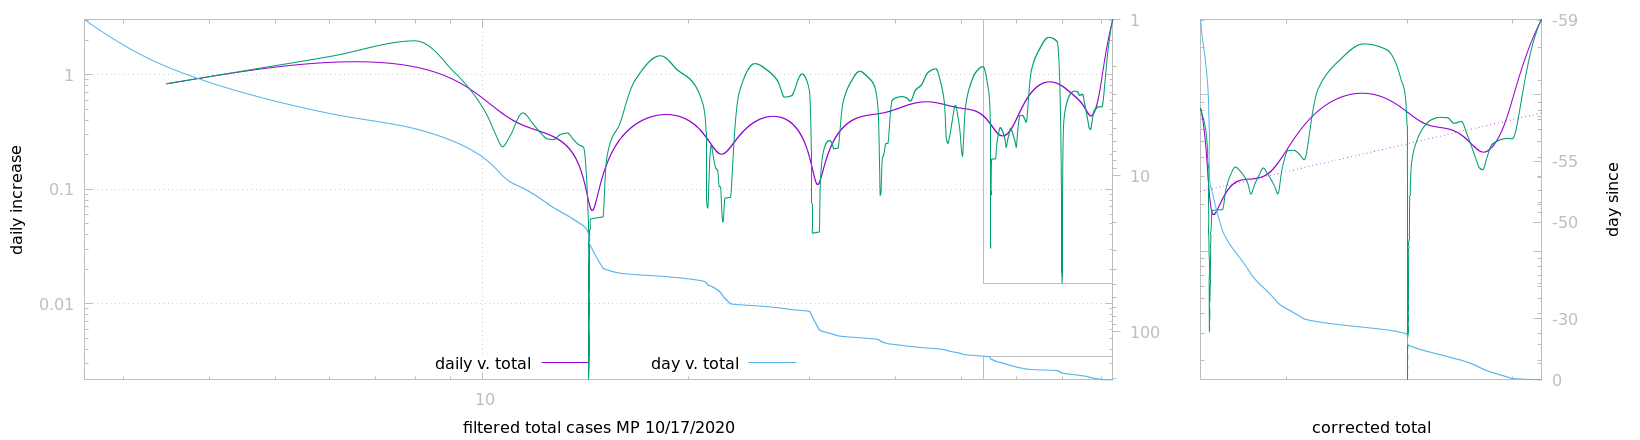 daily increase
1
0.1
0.01
10
filtered total cases MP 10/17/2020
daily v. total
day v. total
1
10
100
-59
-55
-50
-30
0
day since
corrected total